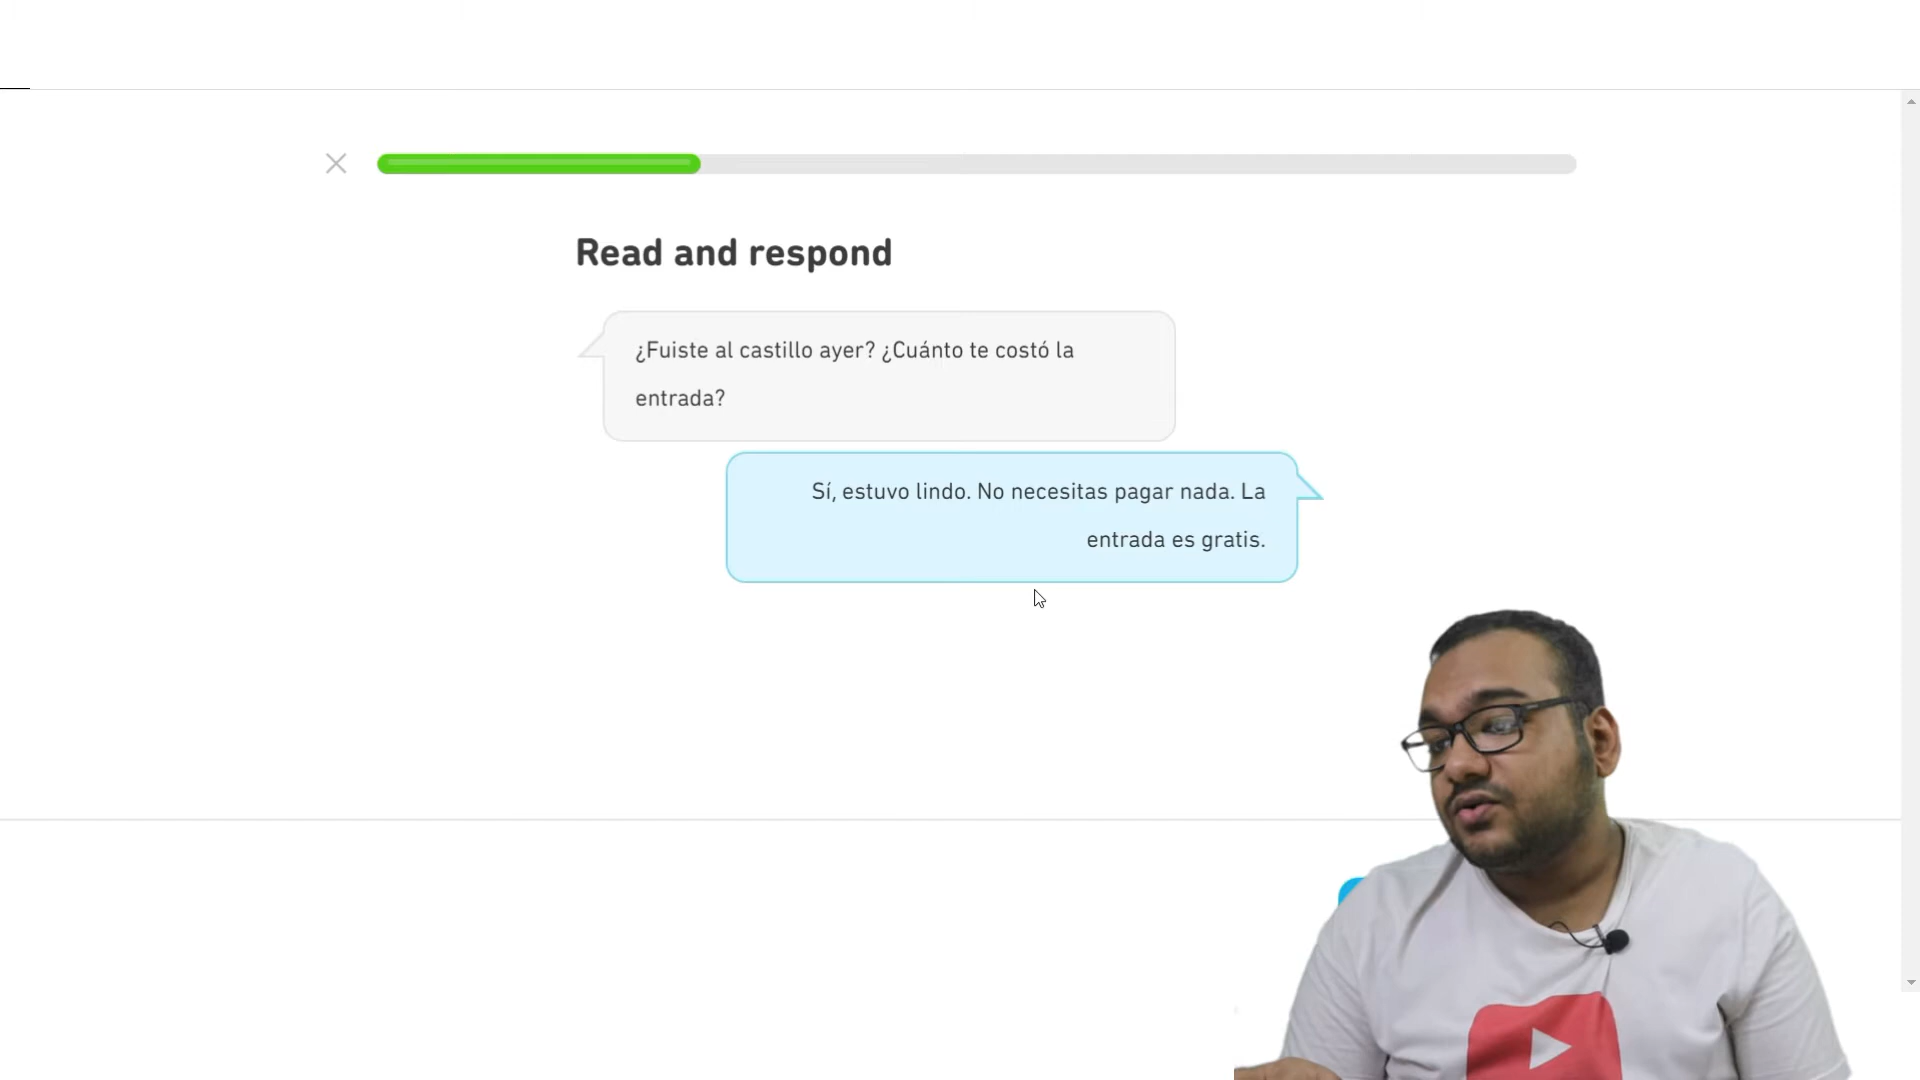 Read and respond
¿Fuiste al castillo ayer? ¿Cuánto te costó la
entrada?
Sí, estuvo lindo. No necesitas pagar nada. La
entrada es gratis.